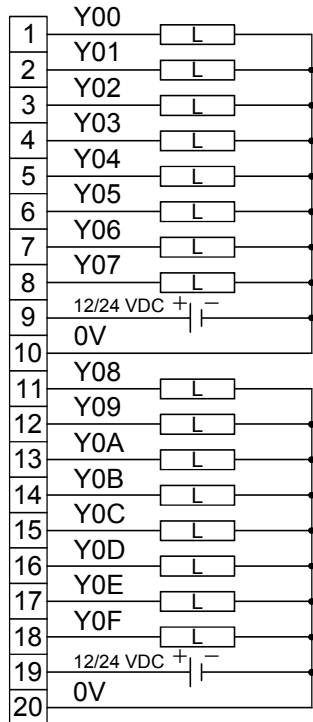 Y00
1 L
Y01
2 L
Y02
3 L
Y03
4 L
Y04
5 L
Y05
6 L
Y06
7 L
Y07
8 L
12/24 VDC + −
9
0V
10
Y08
11 L
Y09
12 L
Y0A
13 L
Y0B
14 L
Y0C
15 L
Y0D
16 L
Y0E
17 L
Y0F
18 L
12/24 VDC + −
19
0V
20